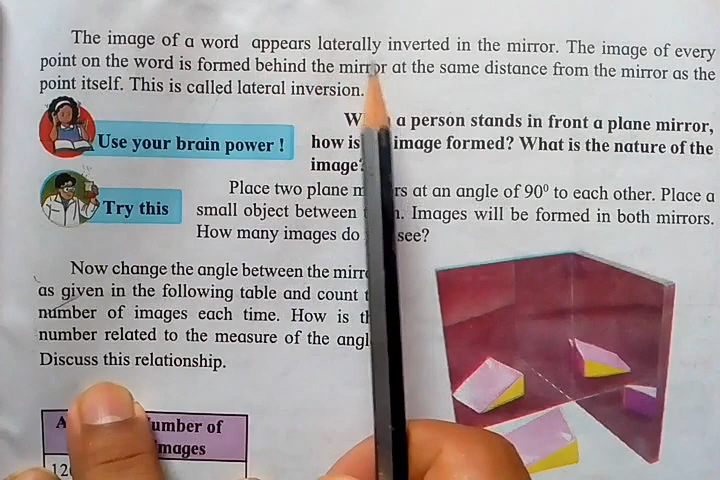 The image of a word appears laterally inverted in the mirror. The image of every
point on the word is formed behind the mirror at the same distance from the mirror as the
point itself. This is called lateral inversion.
Use your brain power !
a person stands in front a plane mirror,
how is image formed? What is the nature of the
image?
Try this
Place two plane rs at an angle of 90⁰ to each other. Place a
small object between . Images will be formed in both mirrors.
How many images do see?
Now change the angle between the mirr
as given in the following table and count
number of images each time. How is th
number related to the measure of the angl
Discuss this relationship.
A umber of
mages
12